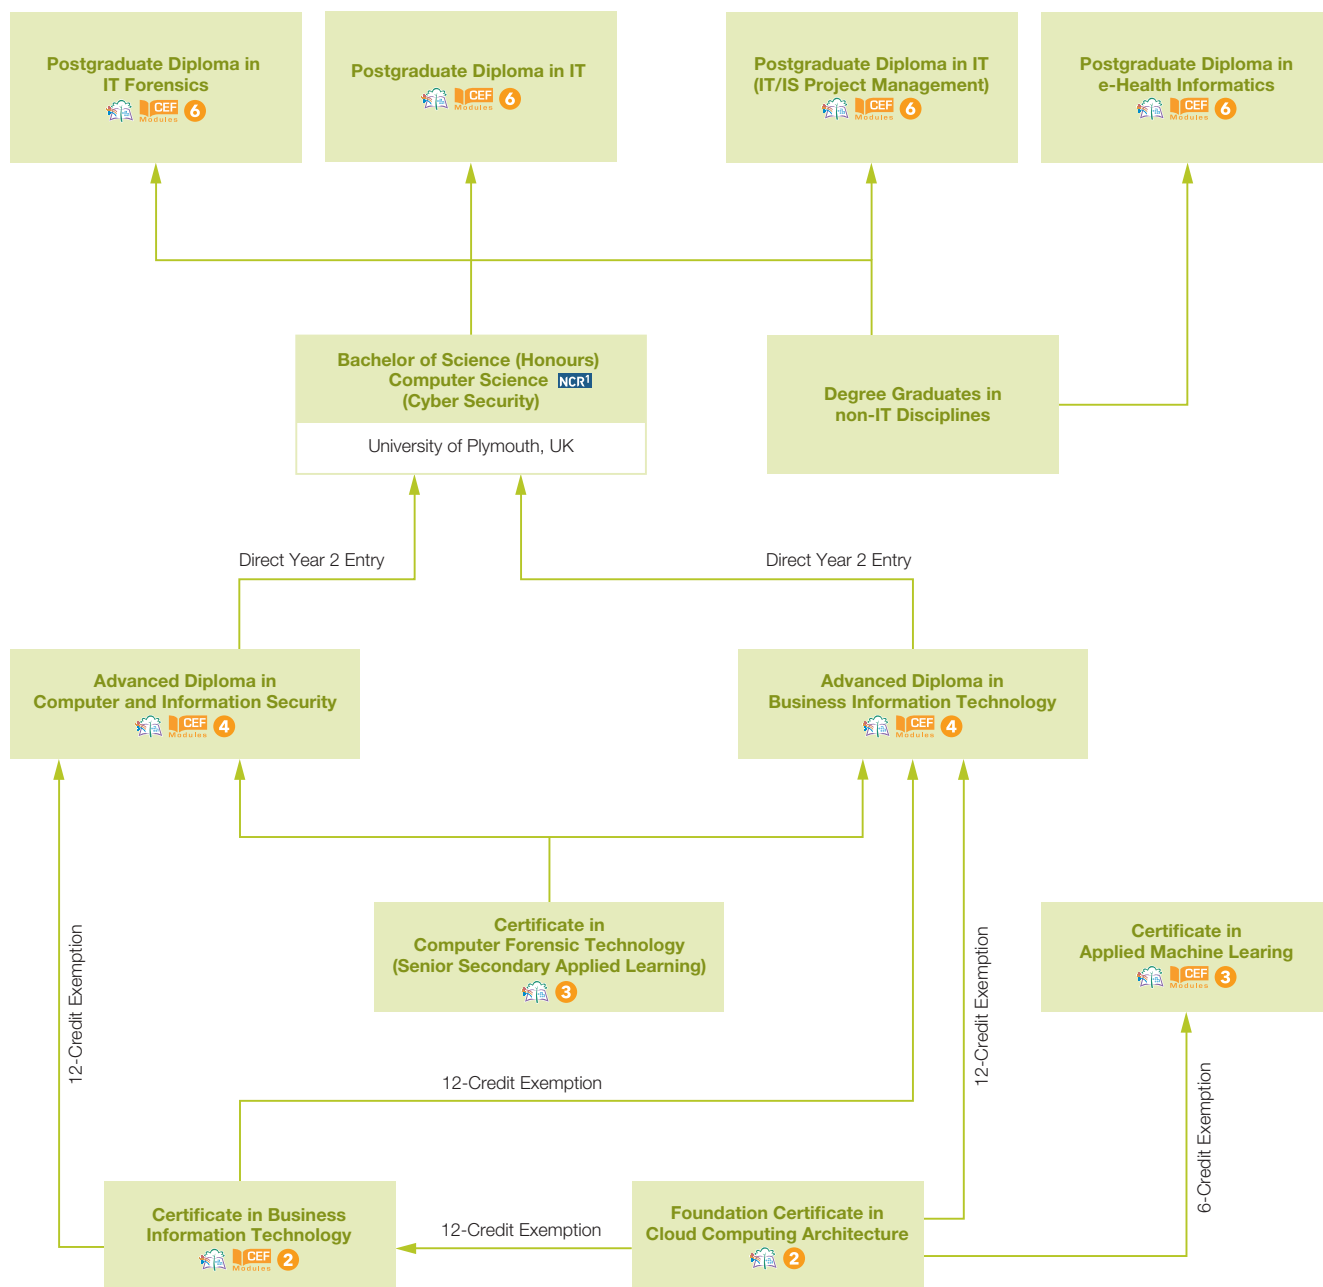 Postgraduate Diploma in
IT Forensics
CEF
Modules
6
Postgraduate Diploma in IT
CEF
Modules
6
Postgraduate Diploma in IT
(IT/IS Project Management)
CEF
Modules
6
Postgraduate Diploma in
e-Health Informatics
CEF
Modules
6
Bachelor of Science (Honours)
Computer Science NCR1
(Cyber Security)
University of Plymouth, UK
Degree Graduates in
non-IT Disciplines
Direct Year 2 Entry
Direct Year 2 Entry
Advanced Diploma in
Computer and Information Security
CEF
Modules
4
Advanced Diploma in
Business Information Technology
CEF
Modules
4
12-Credit Exemption
Certificate in
Computer Forensic Technology
(Senior Secondary Applied Learning)
3
12-Credit Exemption
Certificate in
Applied Machine Learing
CEF
Modules
3
12-Credit Exemption
6-Credit Exemption
Certificate in Business
Information Technology
CEF
Modules
2
12-Credit Exemption
Foundation Certificate in
Cloud Computing Architecture
2